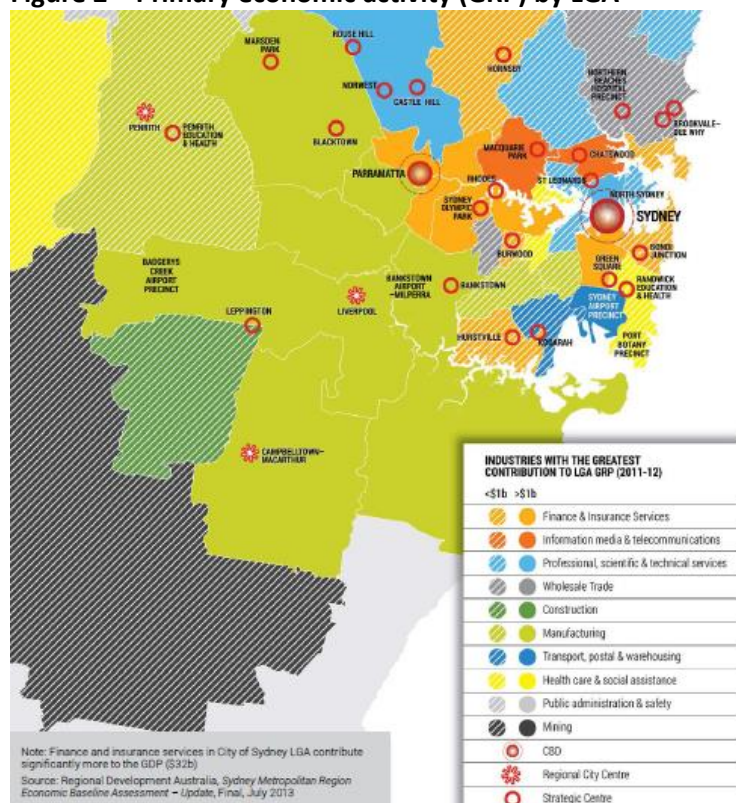 Figure 2 – Primary economic activity (GRP) by LGA
MARSDEN
PARK
ROUSE HILL
HORNSBY
NORTHERN
BEACHES
HOSPITAL
PRECINCT
NORWEST
CASTLE HILL
PENRITH
PENRITH
EDUCATION
& HEALTH
BLACKTOWN
BROOKVALE–
DEE WHY
MACQUARIE
PARK
CHATSWOOD
PARRAMATTA
RHODES
ST LEONARDS
NORTH SYDNEY
SYDNEY
OLYMPIC
PARK
SYDNEY
BURWOOD
BONDI
JUNCTION
BADGERYS
CREEK
AIRPORT
PRECINCT
BANKSTOWN
AIRPORT
–MILPERRA
GREEN
SQUARE
BANKSTOWN
RANDWICK
EDUCATION
& HEALTH
LEPPINGTON
LIVERPOOL
SYDNEY
AIRPORT
PRECINCT
HURSTVILLE
KOGARAH
PORT
BOTANY
PRECINCT
CAMPBELLTOWN–
MACARTHUR
INDUSTRIES WITH THE GREATEST
CONTRIBUTION TO LGA GRP (2011-12)
<$1b >$1b
Finance & Insurance Services
Information media & telecommunications
Professional, scientific & technical services
Wholesale Trade
Construction
Manufacturing
Transport, postal & warehousing
Health care & social assistance
Public administration & safety
Mining
CBD
Regional City Centre
Strategic Centre
Note: Finance and insurance services in City of Sydney LGA contribute
significantly more to the GDP ($32b)
Source: Regional Development Australia, Sydney Metropolitan Region
Economic Baseline Assessment – Update, Final, July 2013